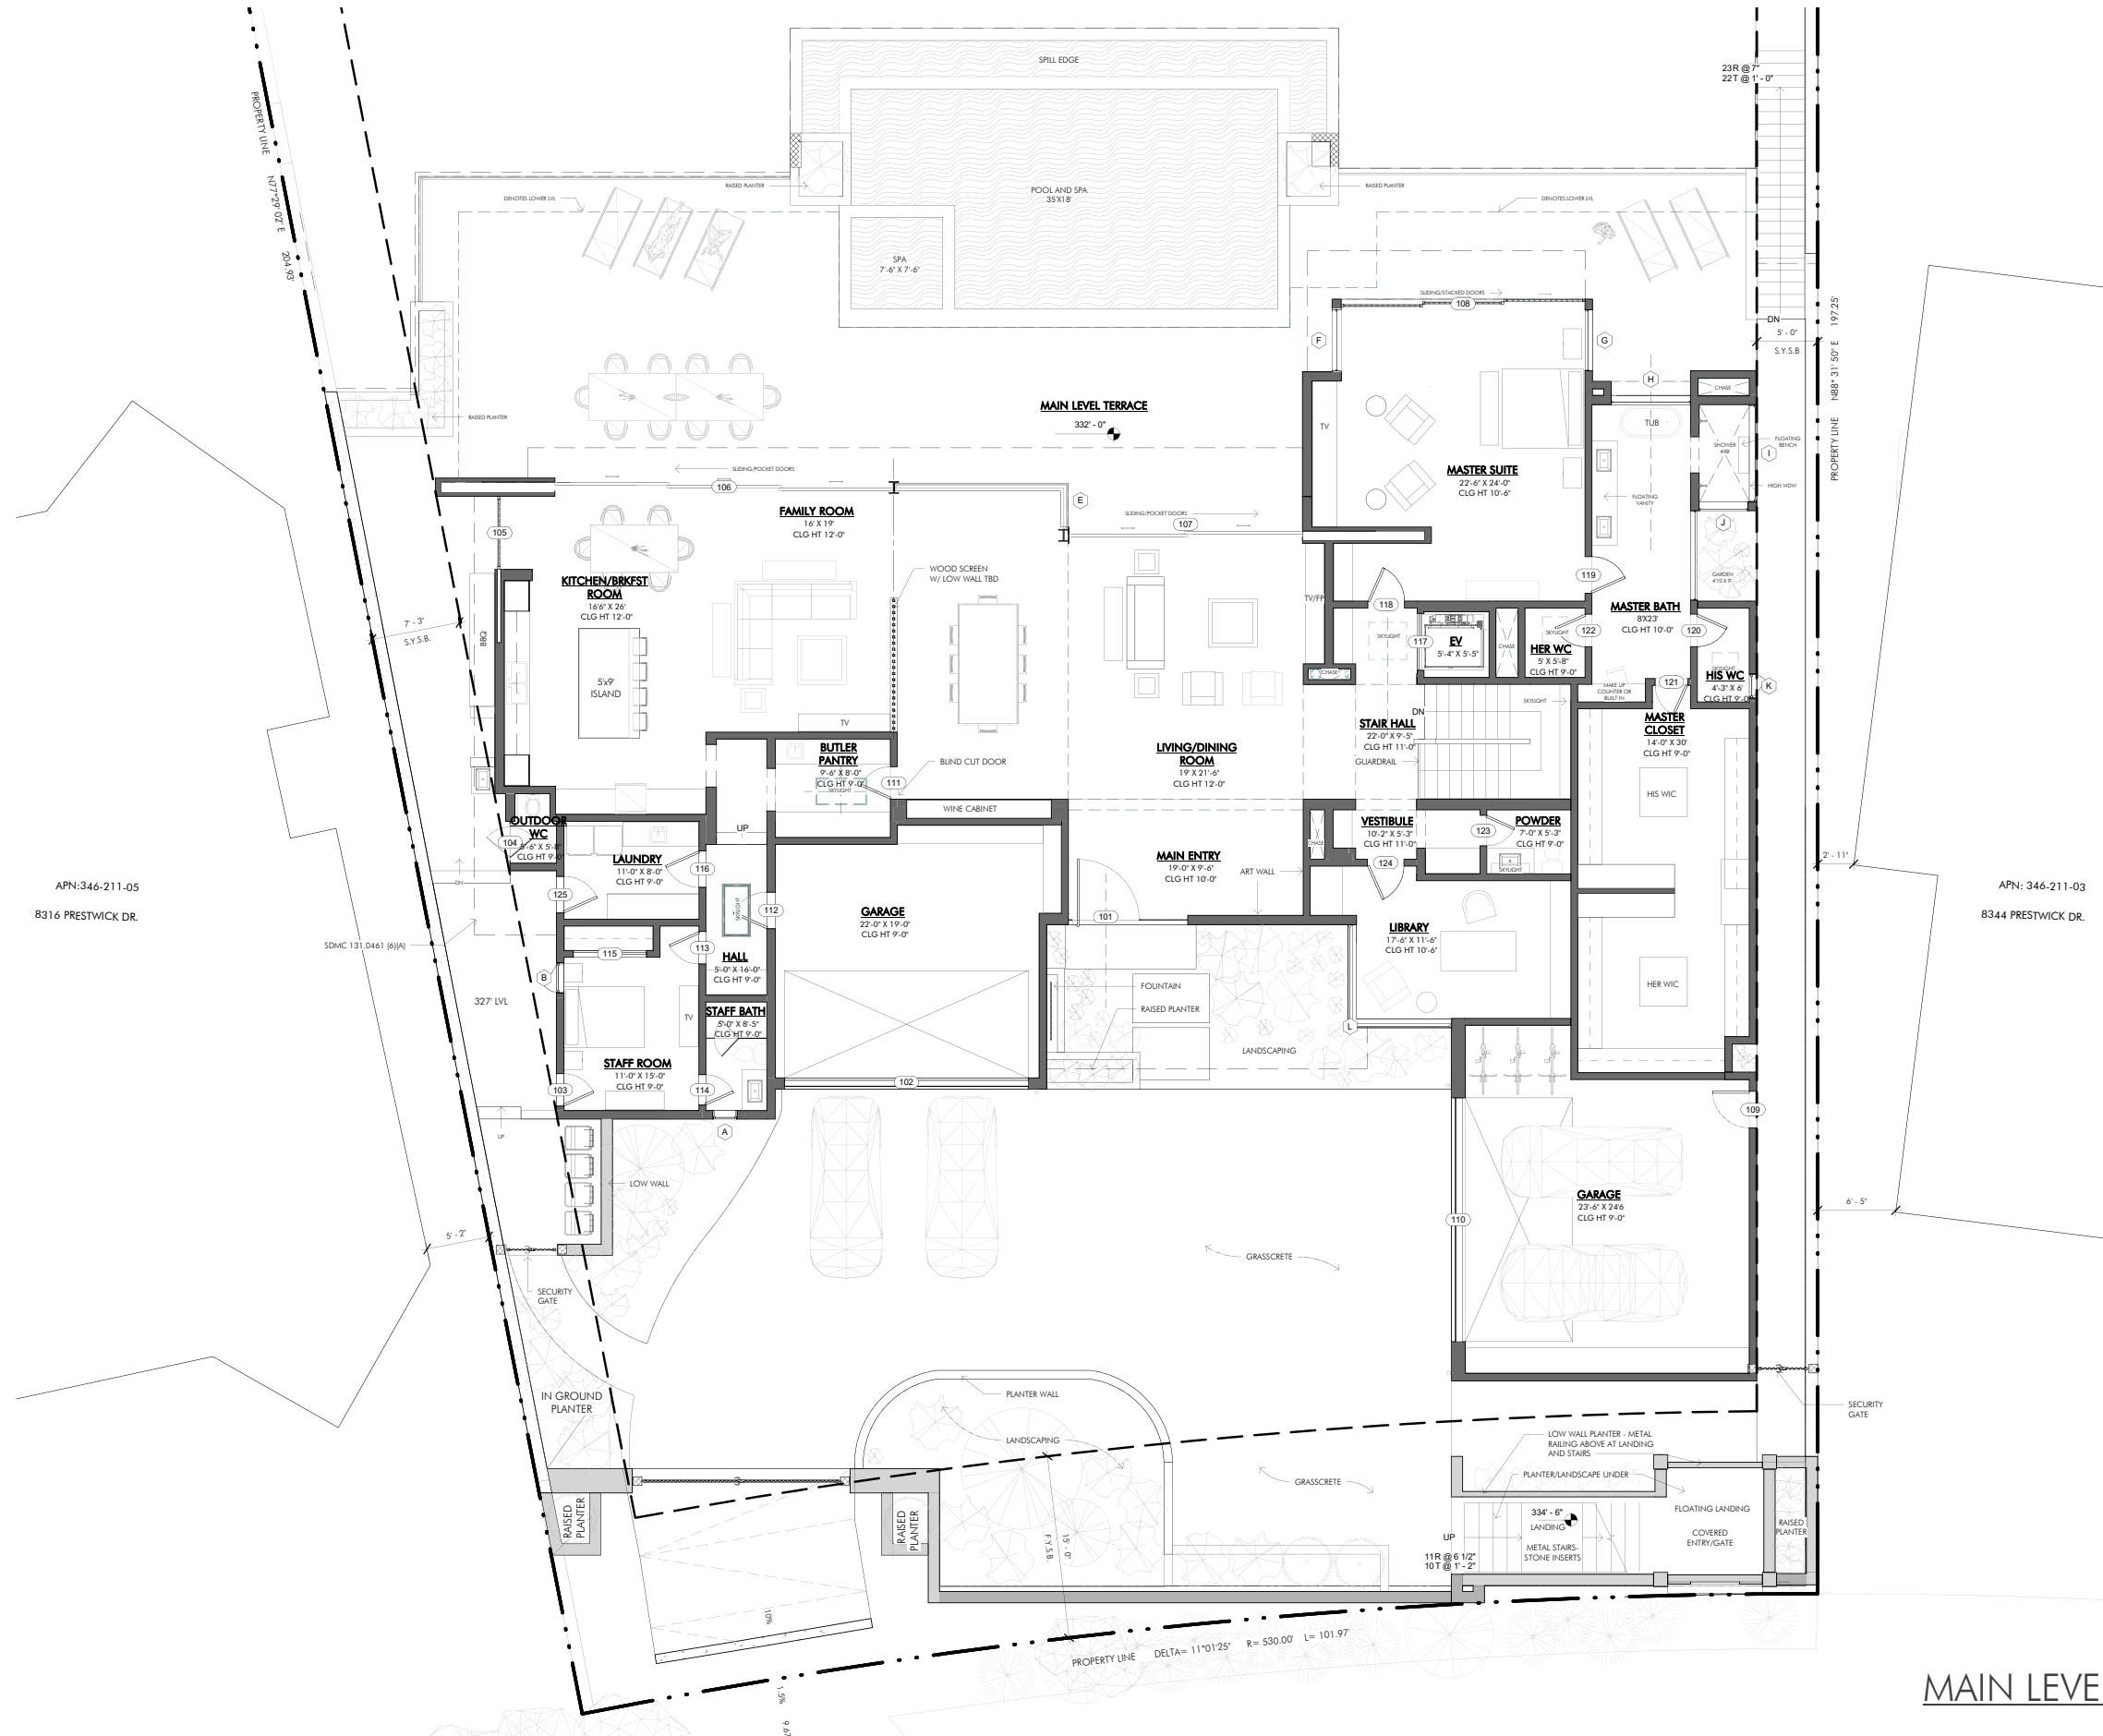 SPILL EDGE
23R @ 7"
22T @ 1' - 0"
PROPERTY LINE
N77°29' 02" E
204.93'
RAISED PLANTER
POOL AND SPA
35'X18'
RAISED PLANTER
DENOTES LOWER LVL
DENOTES LOWER LVL
SPA
7'-6" X 7'-6"
SLIDING/STACKED DOORS
108
F
G
DN
5' - 0"
S.Y.S.B
PROPERTY LINE N88° 31' 50" E 197.25'
H
CHASE
RAISED PLANTER
MAIN LEVEL TERRACE
332' - 0"
TV
TUB
SHOWER
4'X8'
FLOATING
BENCH
I
HIGH WDW
MASTER SUITE
22'-6" X 24'-0"
CLG HT 10'-6"
FLOATING
VANITY
SLIDING/POCKET DOORS
106
E
105
FAMILY ROOM
16' X 19'
CLG HT 12'-0"
SLIDING/POCKET DOORS
107
J
GARDEN
4'10 X 9'
KITCHEN/BRKFST
ROOM
16'6" X 26'
CLG HT 12'-0"
WOOD SCREEN
W/ LOW WALL TBD
TV/FP
118
119
7' - 3"
S.Y.S.B.
BBQ
5'x9'
ISLAND
SKYLIGHT
117
EV
5'-4" X 5'-5"
CHASE
SKYLIGHT
122
HER WC
5' X 5'-8"
CLG HT 9'-0"
MASTER BATH
8'X23'
CLG HT 10'-0"
120
CHASE
SKYLIGHT
HIS WC
4'-3" X 6'
CLG HT 9'-0"
K
121
MAKE UP
COUNTER OR
BUILT IN
SKYLIGHT
TV
DN
STAIR HALL
22'-0" X 9'-5"
CLG HT 11'-0"
GUARDRAIL
MASTER
CLOSET
14'-0" X 30'
CLG HT 9'-0"
BUTLER
PANTRY
9'-6" X 8'-0"
CLG HT 9'-0"
SKYLIGHT
111
BLIND CUT DOOR
LIVING/DINING
ROOM
19' X 21'-6"
CLG HT 12'-0"
HIS WIC
WINE CABINET
OUTDOOR
WC
5'-6" X 5'-8"
CLG HT 9'-0"
104
UP
VESTIBULE
10'-2" X 5'-3"
CLG HT 11'-0"
123
POWDER
7'-0" X 5'-3"
CLG HT 9'-0"
SKYLIGHT
CHASE
124
LAUNDRY
11'-0" X 8'-0"
CLG HT 9'-0"
116
MAIN ENTRY
19'-0" X 9'-6"
CLG HT 10'-0"
ART WALL
2' - 11"
APN:346-211-05
8316 PRESTWICK DR.
APN: 346-211-03
8344 PRESTWICK DR.
DN
125
SKYLIGHT
112
GARAGE
22'-0" X 19'-0"
CLG HT 9'-0"
101
LIBRARY
17'-6" X 11'-6"
CLG HT 10'-6"
SDMC 131.0461 (6)(A)
113
115
HALL
5'-0" X 16'-0"
CLG HT 9'-0"
B
327' LVL
FOUNTAIN
RAISED PLANTER
HER WIC
TV
STAFF BATH
5'-0" X 8'-5"
CLG HT 9'-0"
L
LANDSCAPING
STAFF ROOM
11'-0" X 15'-0"
CLG HT 9'-0"
103
114
102
109
UP
A
LOW WALL
GARAGE
23'-6" X 24'6
CLG HT 9'-0"
110
6' - 5"
5' - 2"
GRASSCRETE
SECURITY
GATE
IN GROUND
PLANTER
PLANTER WALL
SECURITY
GATE
LANDSCAPING
LOW WALL PLANTER - METAL
RAILING ABOVE AT LANDING
AND STAIRS
PLANTER/LANDSCAPE UNDER
GRASSCRETE
RAISED
PLANTER
RAISED
PLANTER
15' - 0"
F.Y.S.B.
334' - 6"
LANDING
FLOATING LANDING
COVERED
ENTRY/GATE
RAISED
PLANTER
UP
11R @ 6 1/2"
10T @ 1' - 2"
METAL STAIRS-
STONE INSERTS
10%
PROPERTY LINE DELTA= 11°01'25" R= 530.00' L= 101.97'
1.5%
9.67
MAIN LEVE